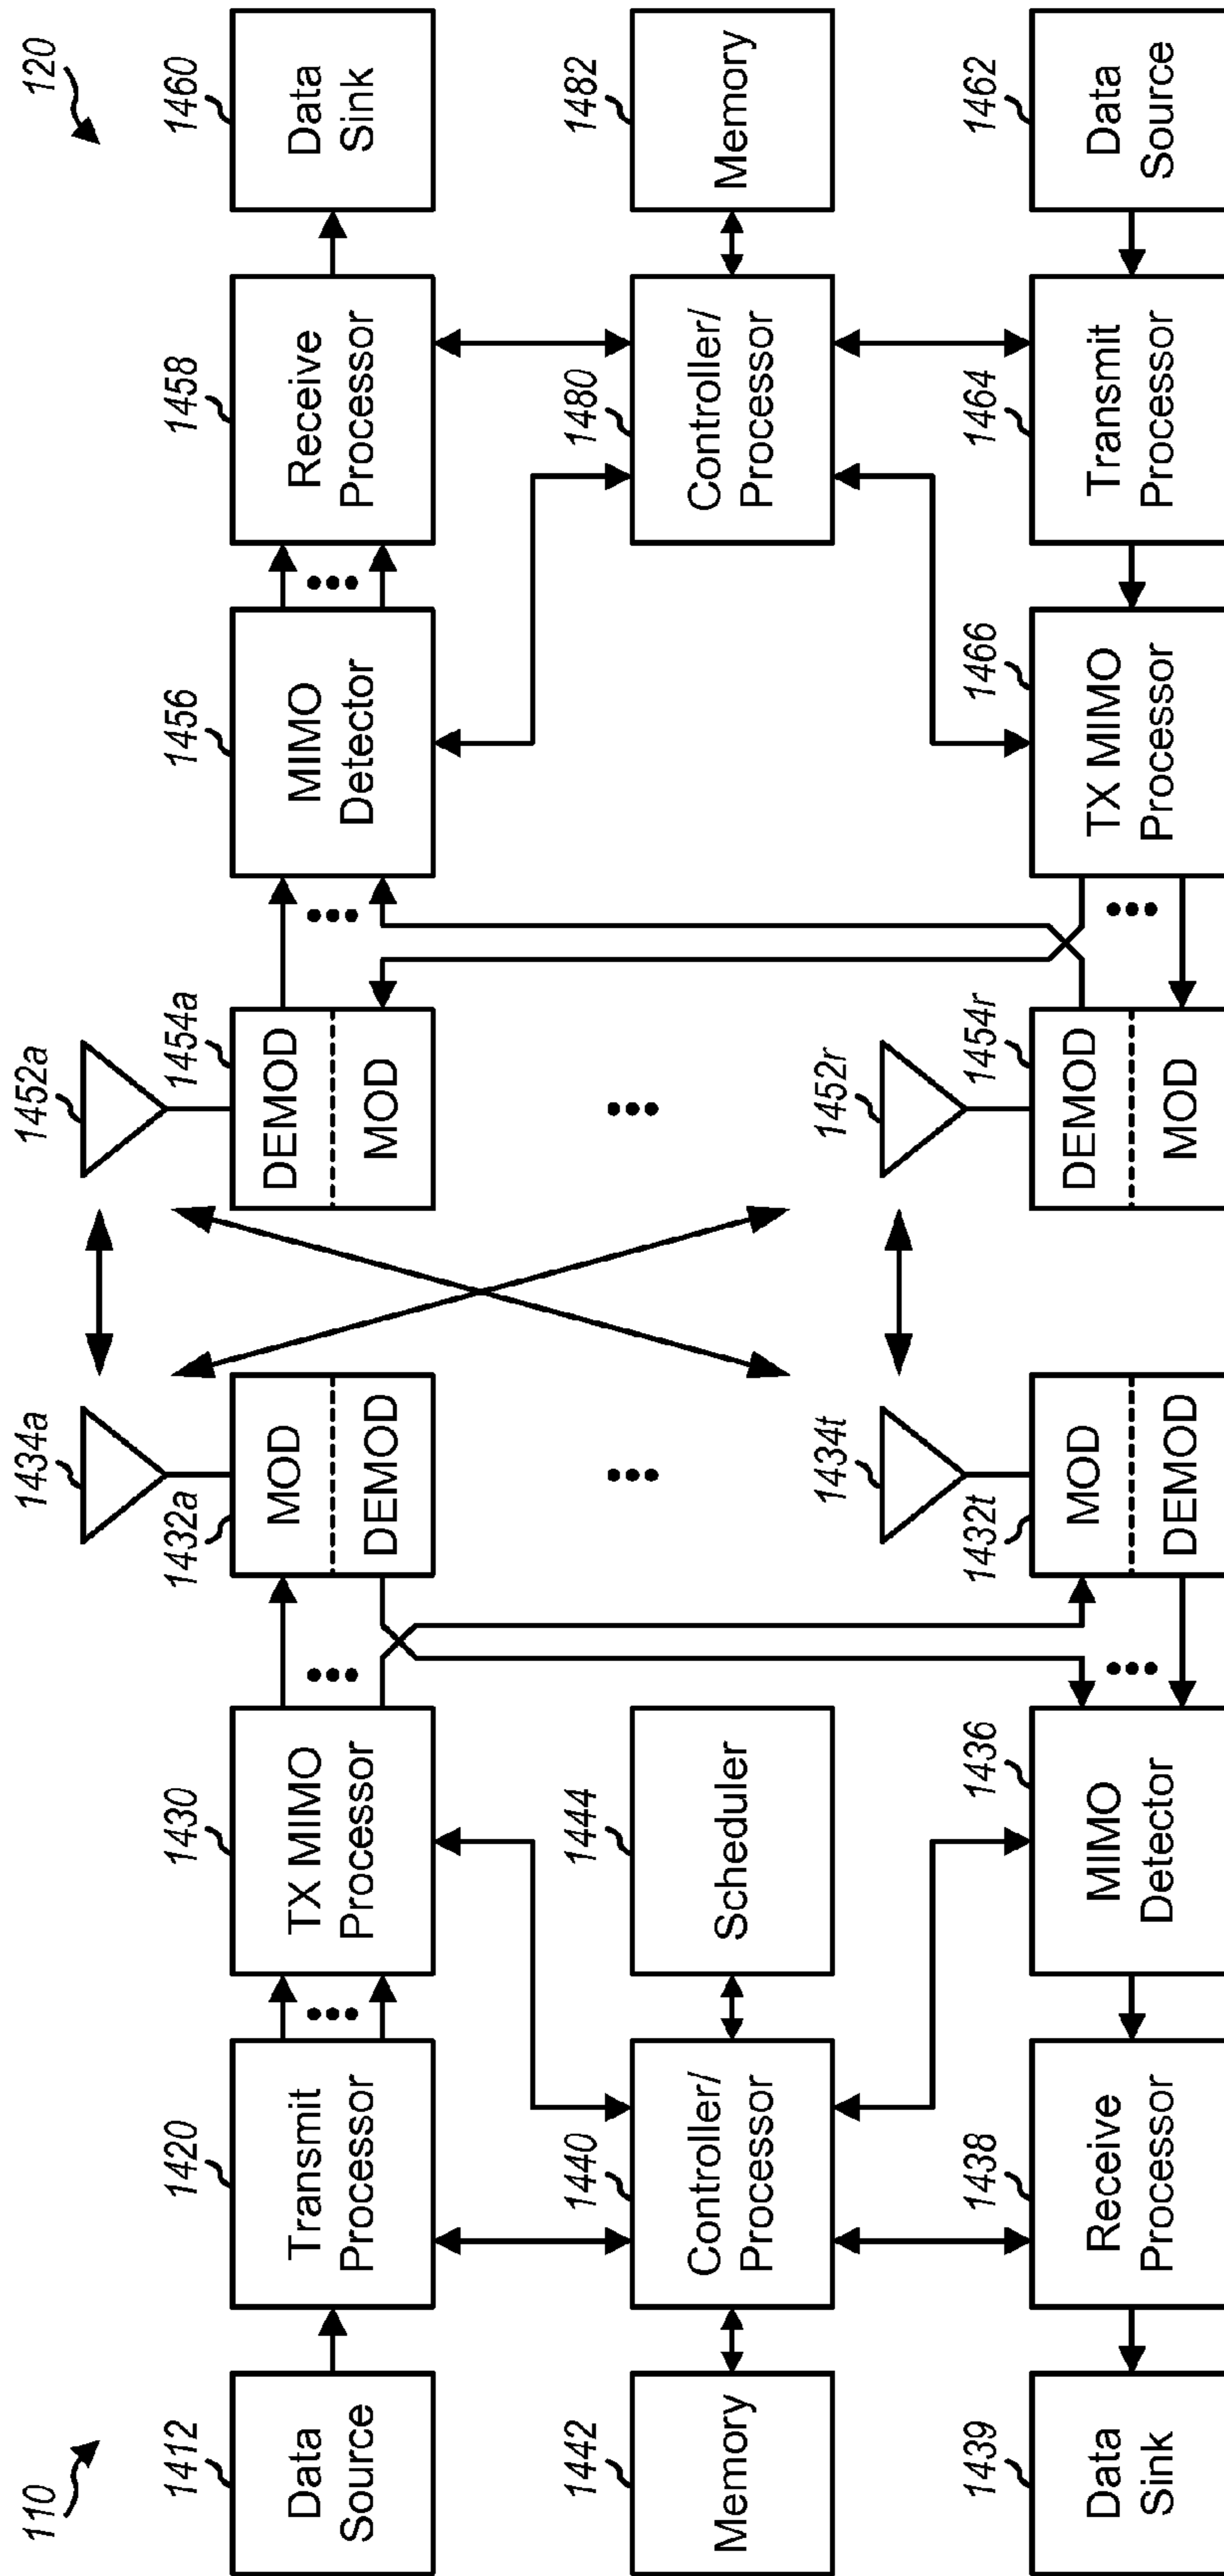 110
120
1412
Data
Source
1420
Transmit
Processor
1430
TX MIMO
Processor
1432a
MOD
DEMOD
1434a
1452a
1454a
DEMOD
MOD
1456
MIMO
Detector
1458
Receive
Processor
1460
Data
Sink
1442
Memory
1440
Controller/
Processor
1444
Scheduler
1480
Controller/
Processor
1482
Memory
1439
Data
Sink
1438
Receive
Processor
1436
MIMO
Detector
1432t
MOD
DEMOD
1434t
1452r
1454r
DEMOD
MOD
1466
TX MIMO
Processor
1464
Transmit
Processor
1462
Data
Source